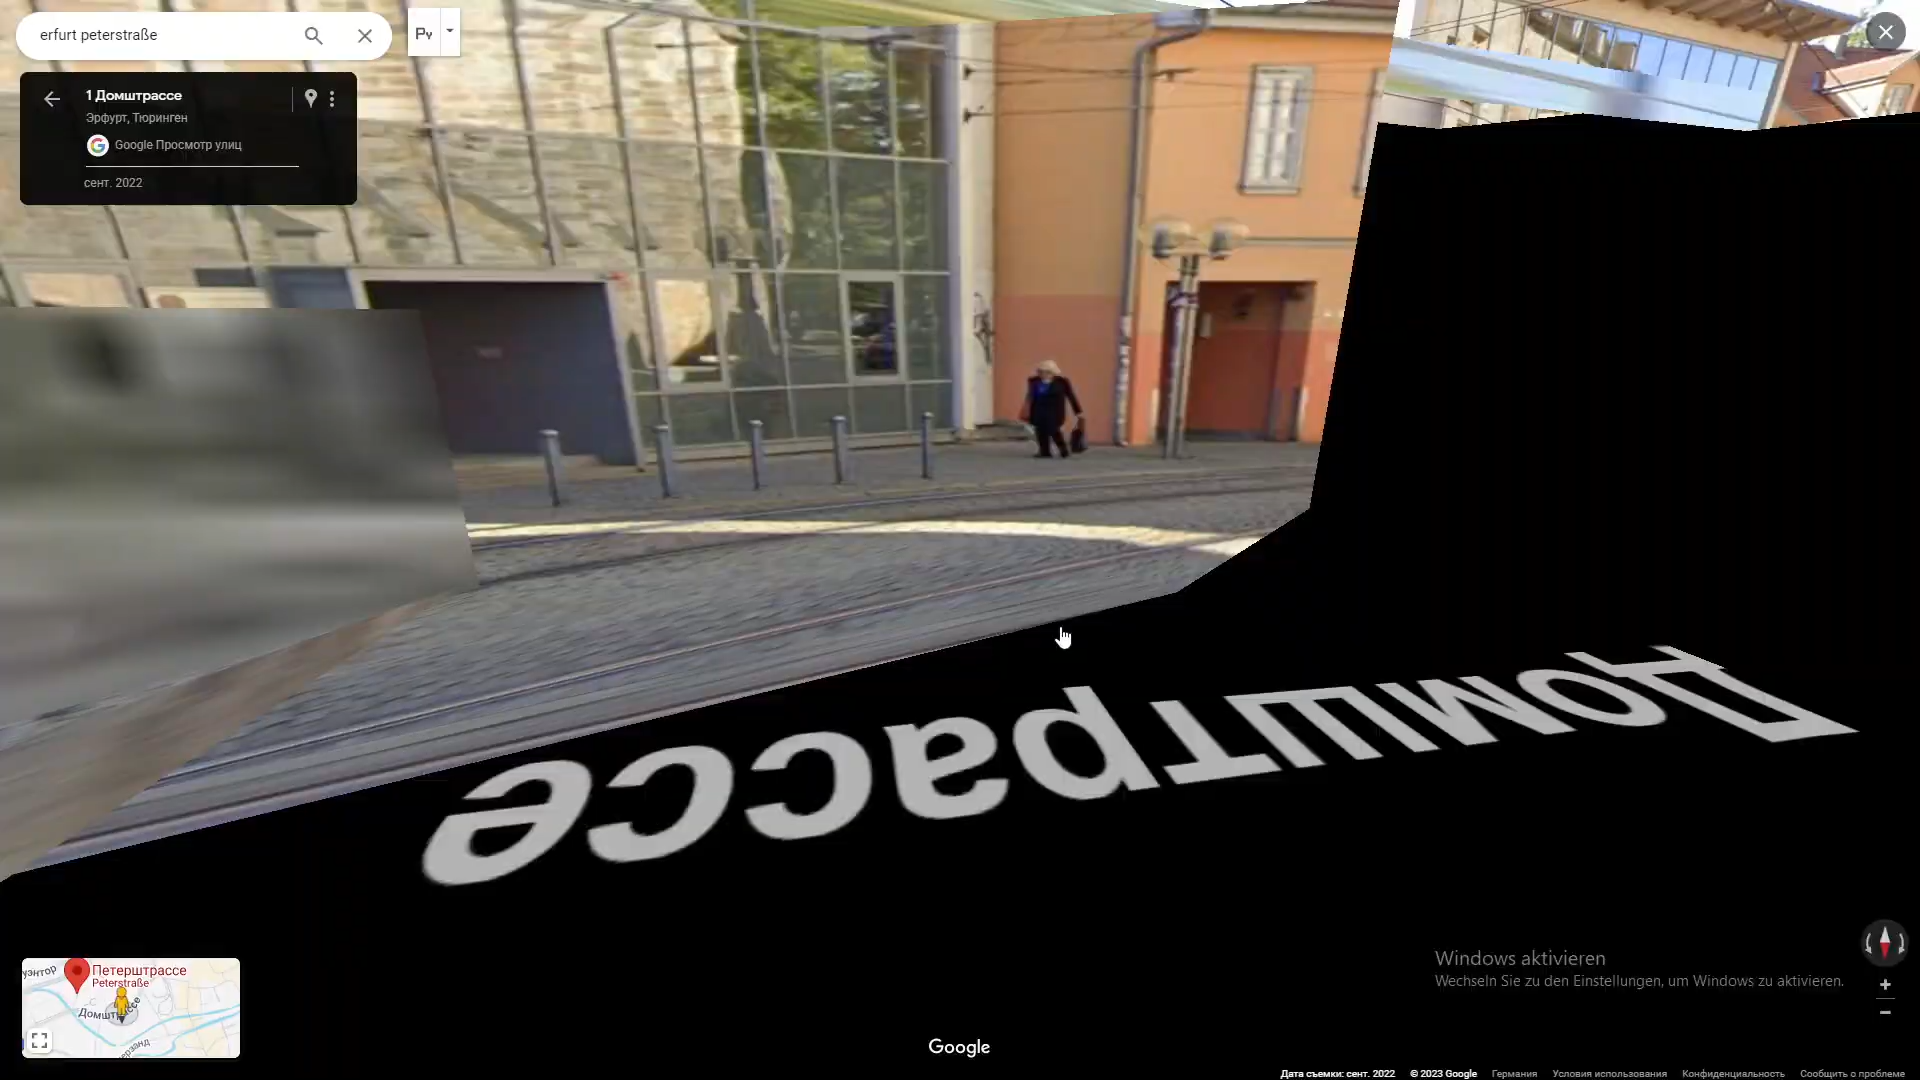 erfurt peterstraße
Ру
1 Домштрассе
Эрфурт, Тюринген
Google Просмотр улиц
сент. 2022
Домштрассе
Петерштрассе
Peterstraße
Windows aktivieren
Wechseln Sie zu den Einstellungen, um Windows zu aktivieren.
Google
Дата съемки: сент. 2022 © 2023 Google Германия Условия использования Конфиденциальность Сообщить о проблеме